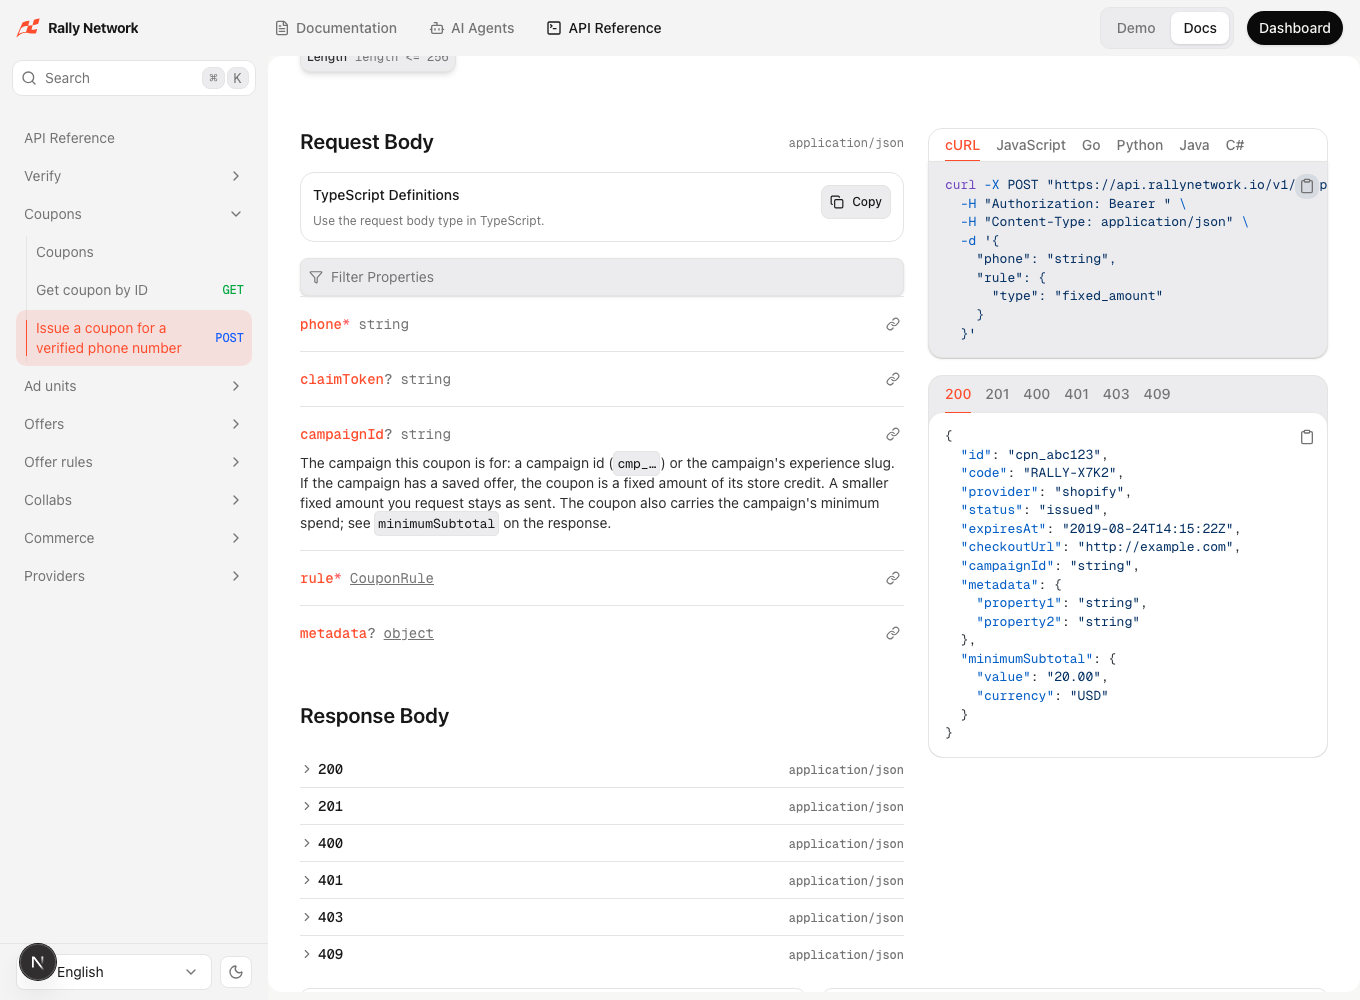 Rally Network
Documentation
AI Agents
API Reference
Demo
Docs
Dashboard
Search
⌘
K
API Reference
Verify
Coupons
Coupons
Get coupon by ID
GET
Issue a coupon for a
verified phone number
POST
Ad units
Offers
Offer rules
Collabs
Commerce
Providers
English
N
Length length <= 256
Request Body
application/json
TypeScript Definitions
Use the request body type in TypeScript.
Copy
Filter Properties
phone* string
claimToken? string
campaignId? string
The campaign this coupon is for: a campaign id (cmp_…) or the campaign's experience slug.
If the campaign has a saved offer, the coupon is a fixed amount of its store credit. A smaller
fixed amount you request stays as sent. The coupon also carries the campaign's minimum
spend; see minimumSubtotal on the response.
rule* CouponRule
metadata? object
Response Body
200
application/json
201
application/json
400
application/json
401
application/json
403
application/json
409
application/json
cURL
JavaScript
Go
Python
Java
C#
curl -X POST "https://api.rallynetwork.io/v1/
-H "Authorization: Bearer " \
-H "Content-Type: application/json" \
-d '{
"phone": "string",
"rule": {
"type": "fixed_amount"
}
}'
200
201
400
401
403
409
{
"id": "cpn_abc123",
"code": "RALLY-X7K2",
"provider": "shopify",
"status": "issued",
"expiresAt": "2019-08-24T14:15:22Z",
"checkoutUrl": "http://example.com",
"campaignId": "string",
"metadata": {
"property1": "string",
"property2": "string"
},
"minimumSubtotal": {
"value": "20.00",
"currency": "USD"
}
}